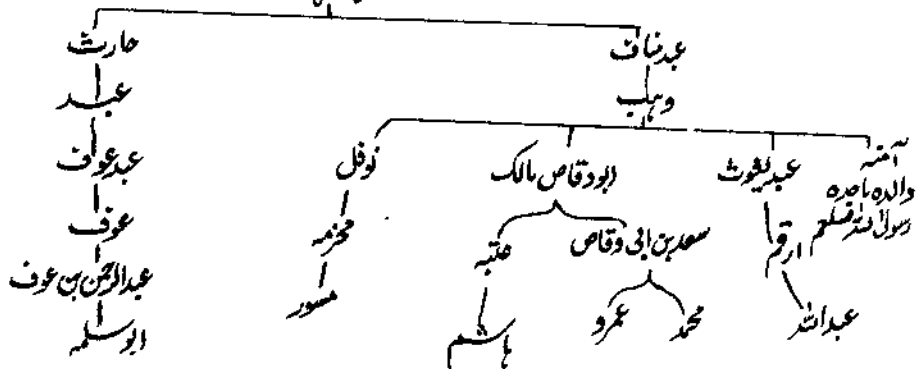 عبدمناف حارث
وہب عبد
آمنہ والدہ ماجدہ رسول اللہ صلعم عبدیغوث ابووقاص مالک نوفل عبدعوف
ارقم سعد بن ابی وقاص عتبہ مخرمہ عوف
عبداللہ محمد عمرو ہاشم مسور عبدالرحمن بن عوف
ابوسلمہ